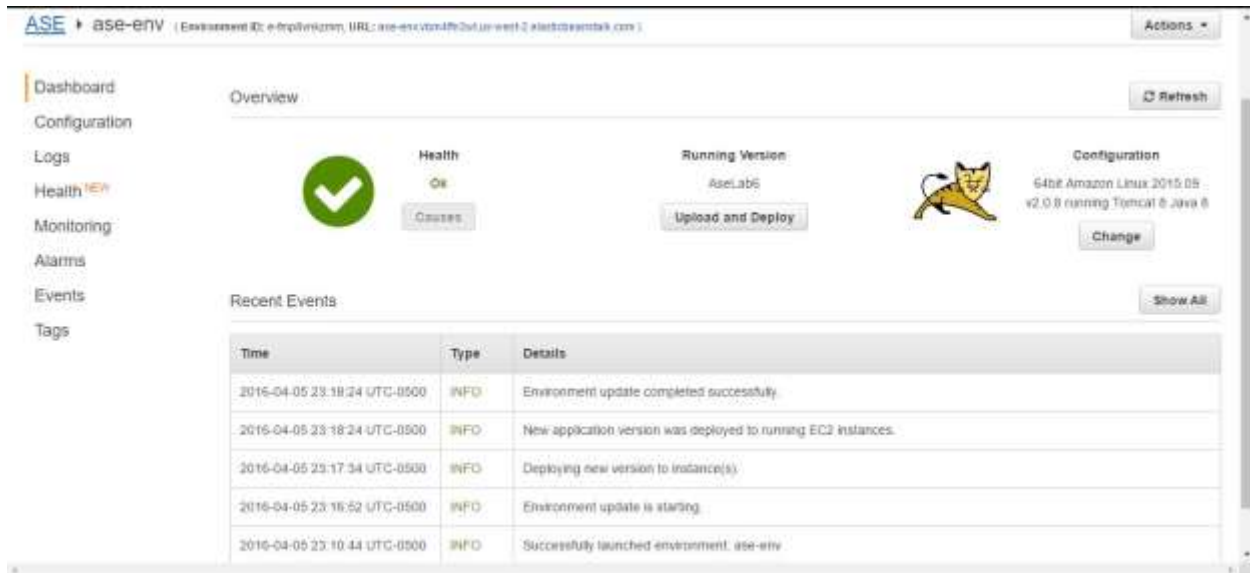 ASE ▸ ase-env ( Environment ID: URL: )
Actions
Dashboard
Configuration
Logs
Health NEW
Monitoring
Alarms
Events
Tags
Overview
Refresh
Health
Ok
Causes
Running Version
AseLab6
Upload and Deploy
Configuration
64bit Amazon Linux 2015.09
v2.0.8 running Tomcat 8 Java 8
Change
Recent Events
Show All
Time Type Details
2016-04-05 23:18:24 UTC-0500 INFO Environment update completed successfully.
2016-04-05 23:18:24 UTC-0500 INFO New application version was deployed to running EC2 instances.
2016-04-05 23:17:34 UTC-0500 INFO Deploying new version to instance(s).
2016-04-05 23:16:52 UTC-0500 INFO Environment update is starting.
2016-04-05 23:10:44 UTC-0500 INFO Successfully launched environment: ase-env